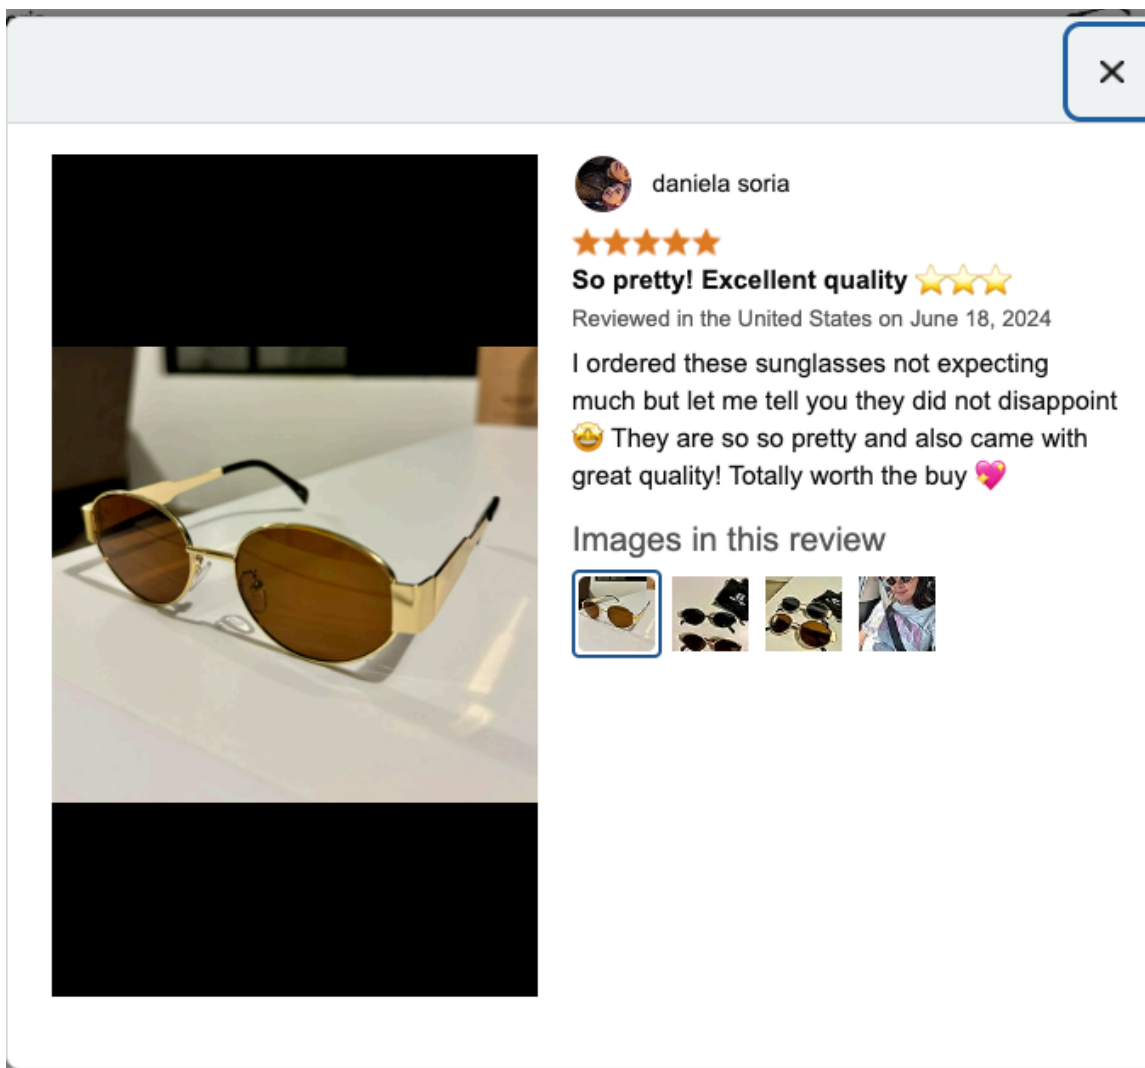 daniela soria
So pretty! Excellent quality ⭐⭐⭐
Reviewed in the United States on June 18, 2024
I ordered these sunglasses not expecting
much but let me tell you they did not disappoint
🤩 They are so so pretty and also came with
great quality! Totally worth the buy 💖
Images in this review